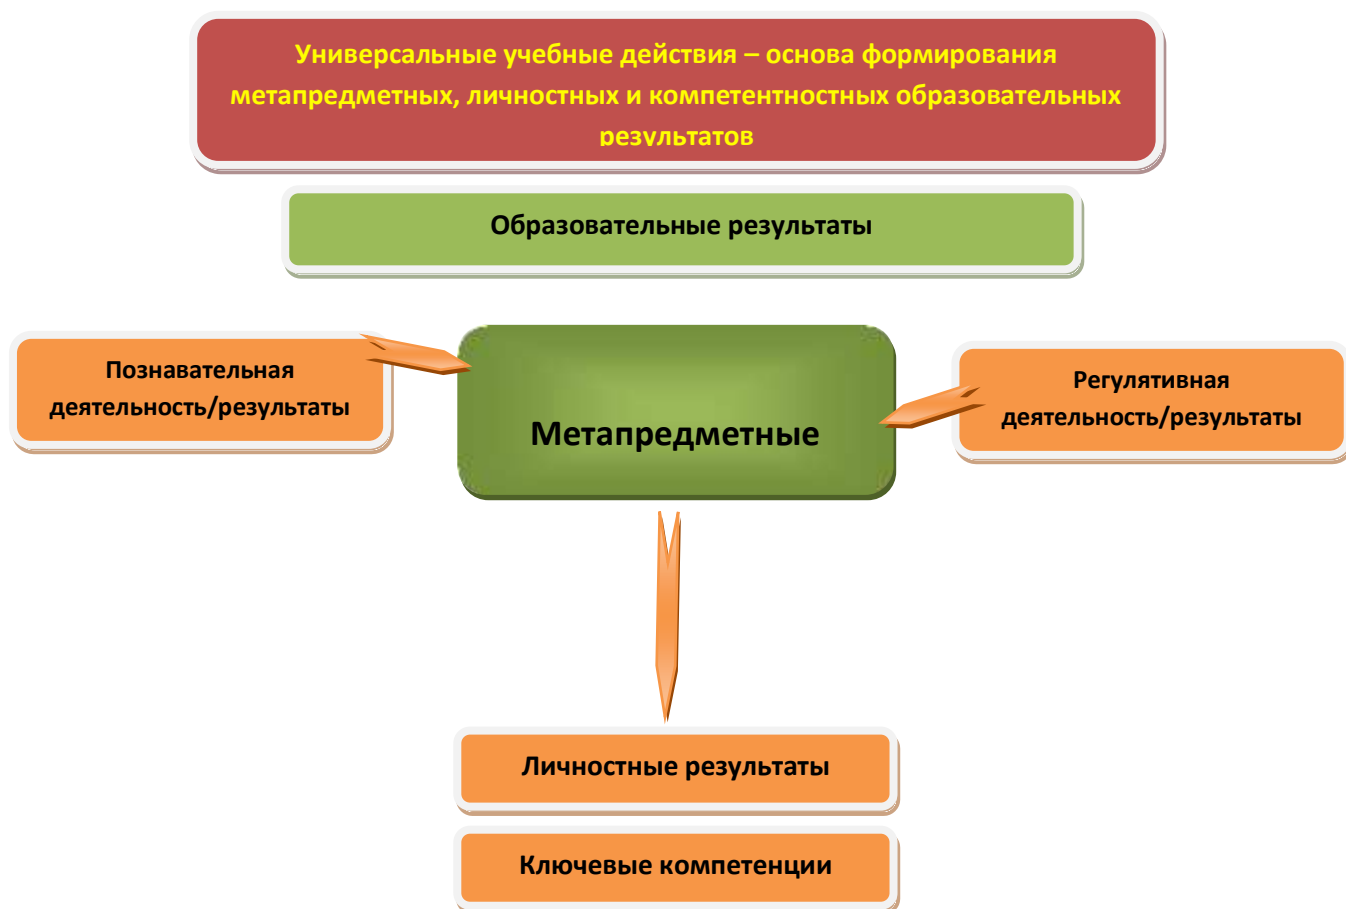 Универсальные учебные действия – основа формирования
метапредметных, личностных и компетентностных образовательных
результатов
Образовательные результаты
Познавательная
деятельность/результаты
Метапредметные
Регулятивная
деятельность/результаты
Личностные результаты
Ключевые компетенции